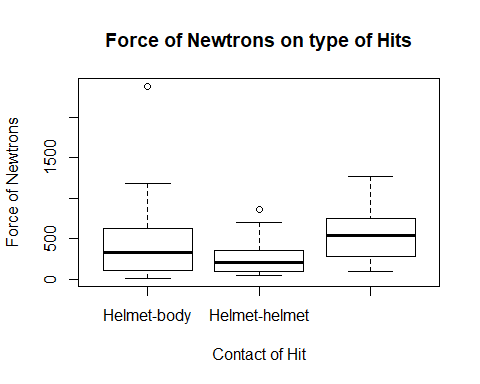 Force of Newtrons on type of Hits
Force of Newtrons
1500
500
0
Helmet-body Helmet-helmet
Contact of Hit